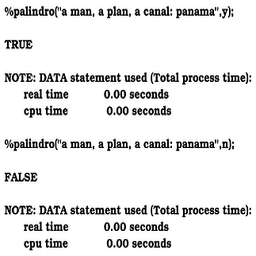 %palindro("a man, a plan, a canal: panama",y);
TRUE
NOTE: DATA statement used (Total process time):
real time 0.00 seconds
cpu time 0.00 seconds
%palindro("a man, a plan, a canal: panama",n);
FALSE
NOTE: DATA statement used (Total process time):
real time 0.00 seconds
cpu time 0.00 seconds